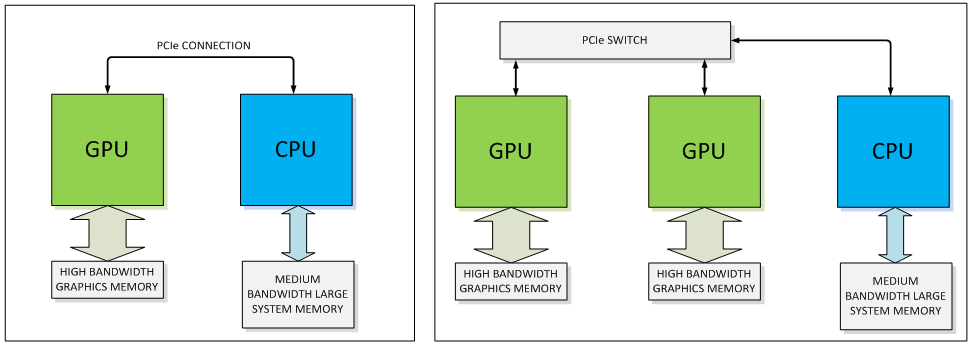 PCIe CONNECTION
GPU
CPU
HIGH BANDWIDTH
GRAPHICS MEMORY
MEDIUM
BANDWIDTH LARGE
SYSTEM MEMORY
PCIe SWITCH
GPU
GPU
CPU
HIGH BANDWIDTH
GRAPHICS MEMORY
HIGH BANDWIDTH
GRAPHICS MEMORY
MEDIUM
BANDWIDTH LARGE
SYSTEM MEMORY